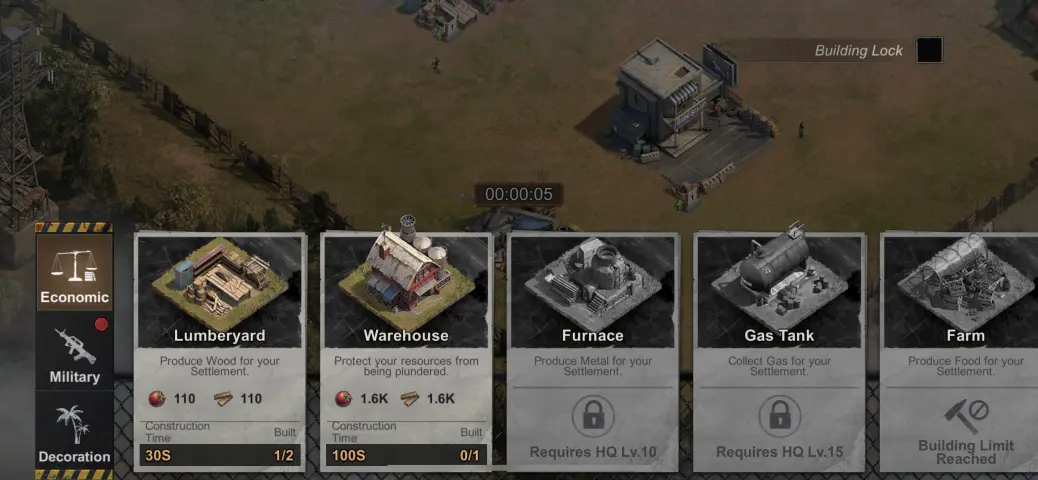 Building Lock
00:00:05
Economic
Military
Decoration
Lumberyard
Produce Wood for your
Settlement.
110 110
Construction
Time
Built
30S 1/2
Warehouse
Protect your resources from
being plundered.
1.6K 1.6K
Construction
Time
Built
100S 0/1
Furnace
Produce Metal for your
Settlement.
Requires HQ Lv.10
Gas Tank
Collect Gas for your
Settlement.
Requires HQ Lv.15
Farm
Produce Food for your
Settlement.
Building Limit
Reached